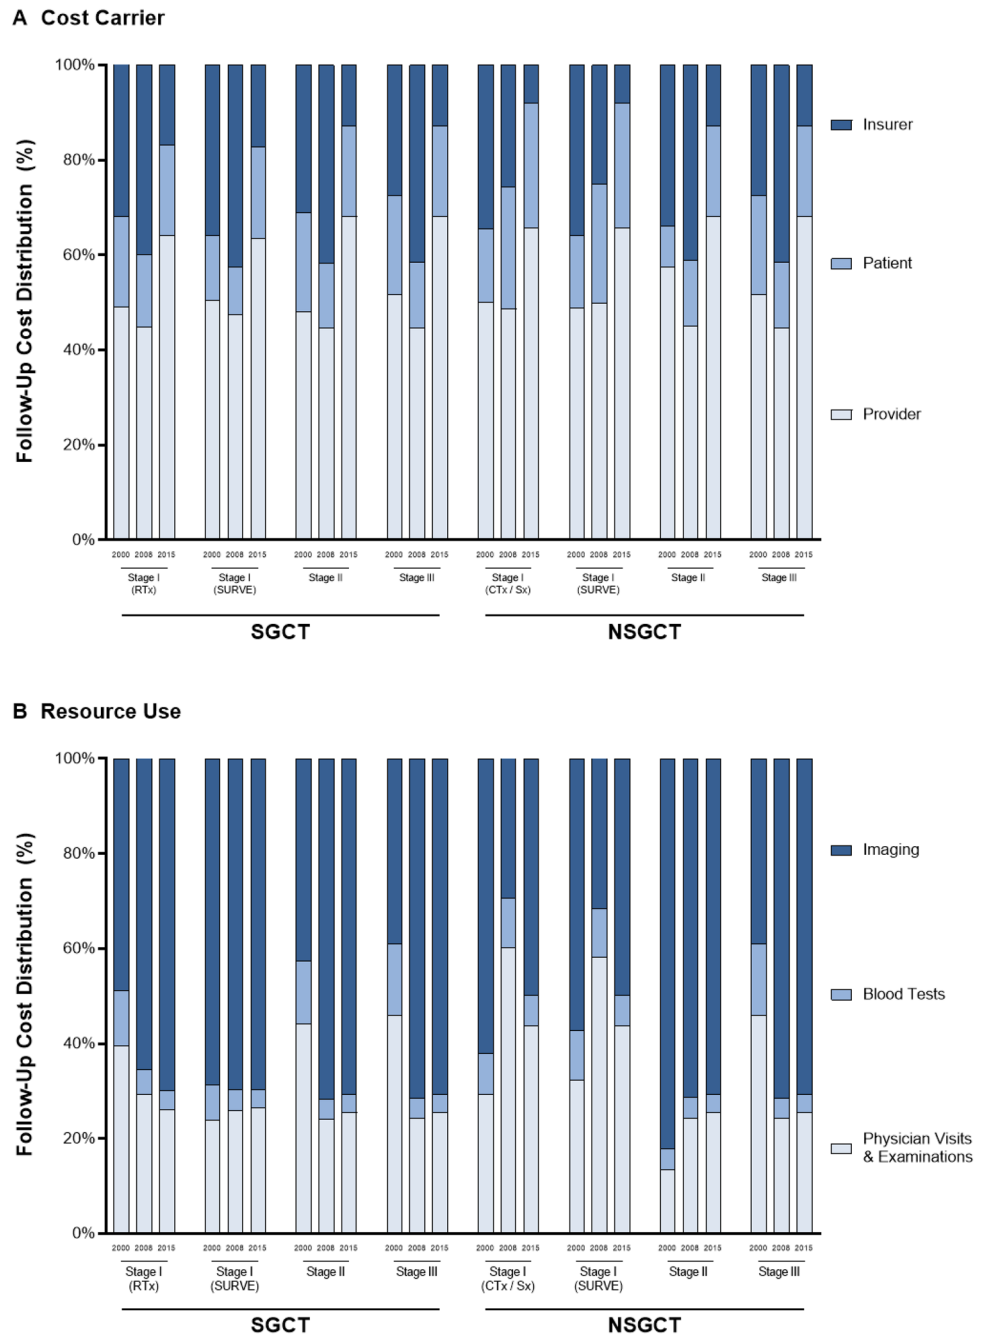 A Cost Carrier
Follow-Up Cost Distribution (%)
100%
80%
60%
40%
20%
0%
Insurer
Patient
Provider
2000 2008 2015 2000 2008 2015 2000 2008 2015 2000 2008 2015 2000 2008 2015 2000 2008 2015 2000 2008 2015 2000 2008 2015
Stage I Stage I Stage II Stage III Stage I Stage I Stage II Stage III
(RTx) (SURVE) (CTx / Sx) (SURVE)
SGCT NSGCT
B Resource Use
Follow-Up Cost Distribution (%)
100%
80%
60%
40%
20%
0%
Imaging
Blood Tests
Physician Visits
& Examinations
2000 2008 2015 2000 2008 2015 2000 2008 2015 2000 2008 2015 2000 2008 2015 2000 2008 2015 2000 2008 2015 2000 2008 2015
Stage I Stage I Stage II Stage III Stage I Stage I Stage II Stage III
(RTx) (SURVE) (CTx / Sx) (SURVE)
SGCT NSGCT